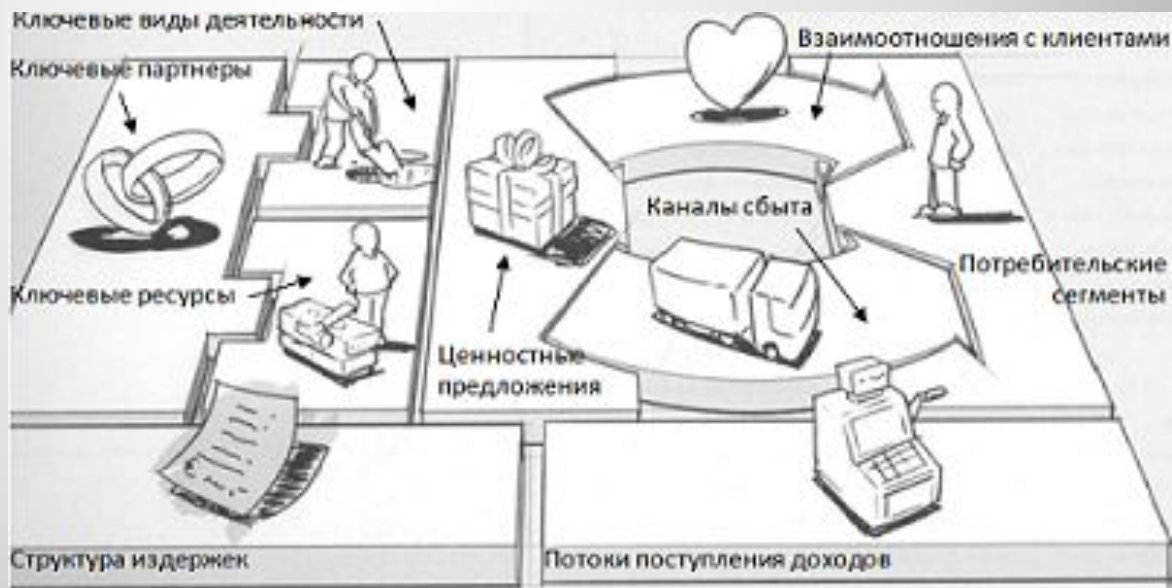 Ключевые виды деятельности
Ключевые партнеры
Взаимоотношения с клиентами
Каналы сбыта
Ключевые ресурсы
Потребительские
сегменты
Ценностные
предложения
Структура издержек
Потоки поступления доходов